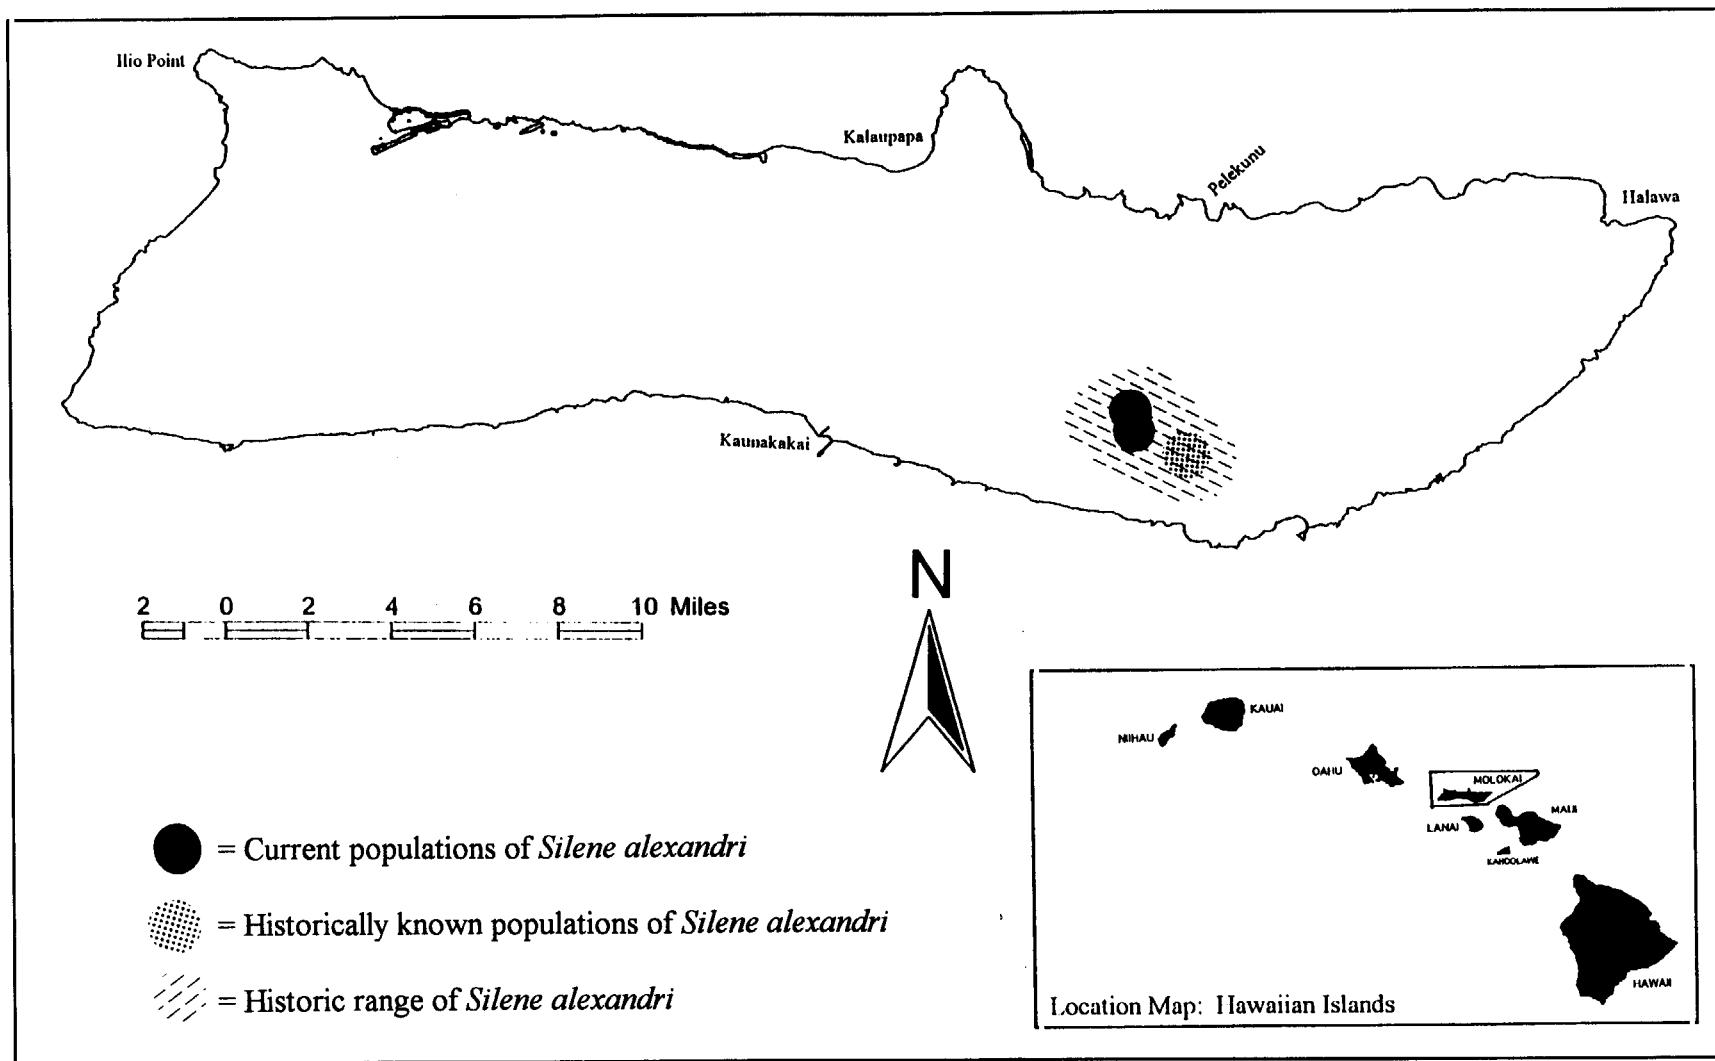 Ilio Point
Kalaupapa
Pelekunu
Halawa
Kaunakakai
N
2 0 2 4 6 8 10 Miles
= Current populations of Silene alexandri
= Historically known populations of Silene alexandri
= Historic range of Silene alexandri
KAUAI
NIIHAU
OAHU
MOLOKAI
MAUI
LANAI
KAHOOLAWE
HAWAII
Location Map: Hawaiian Islands